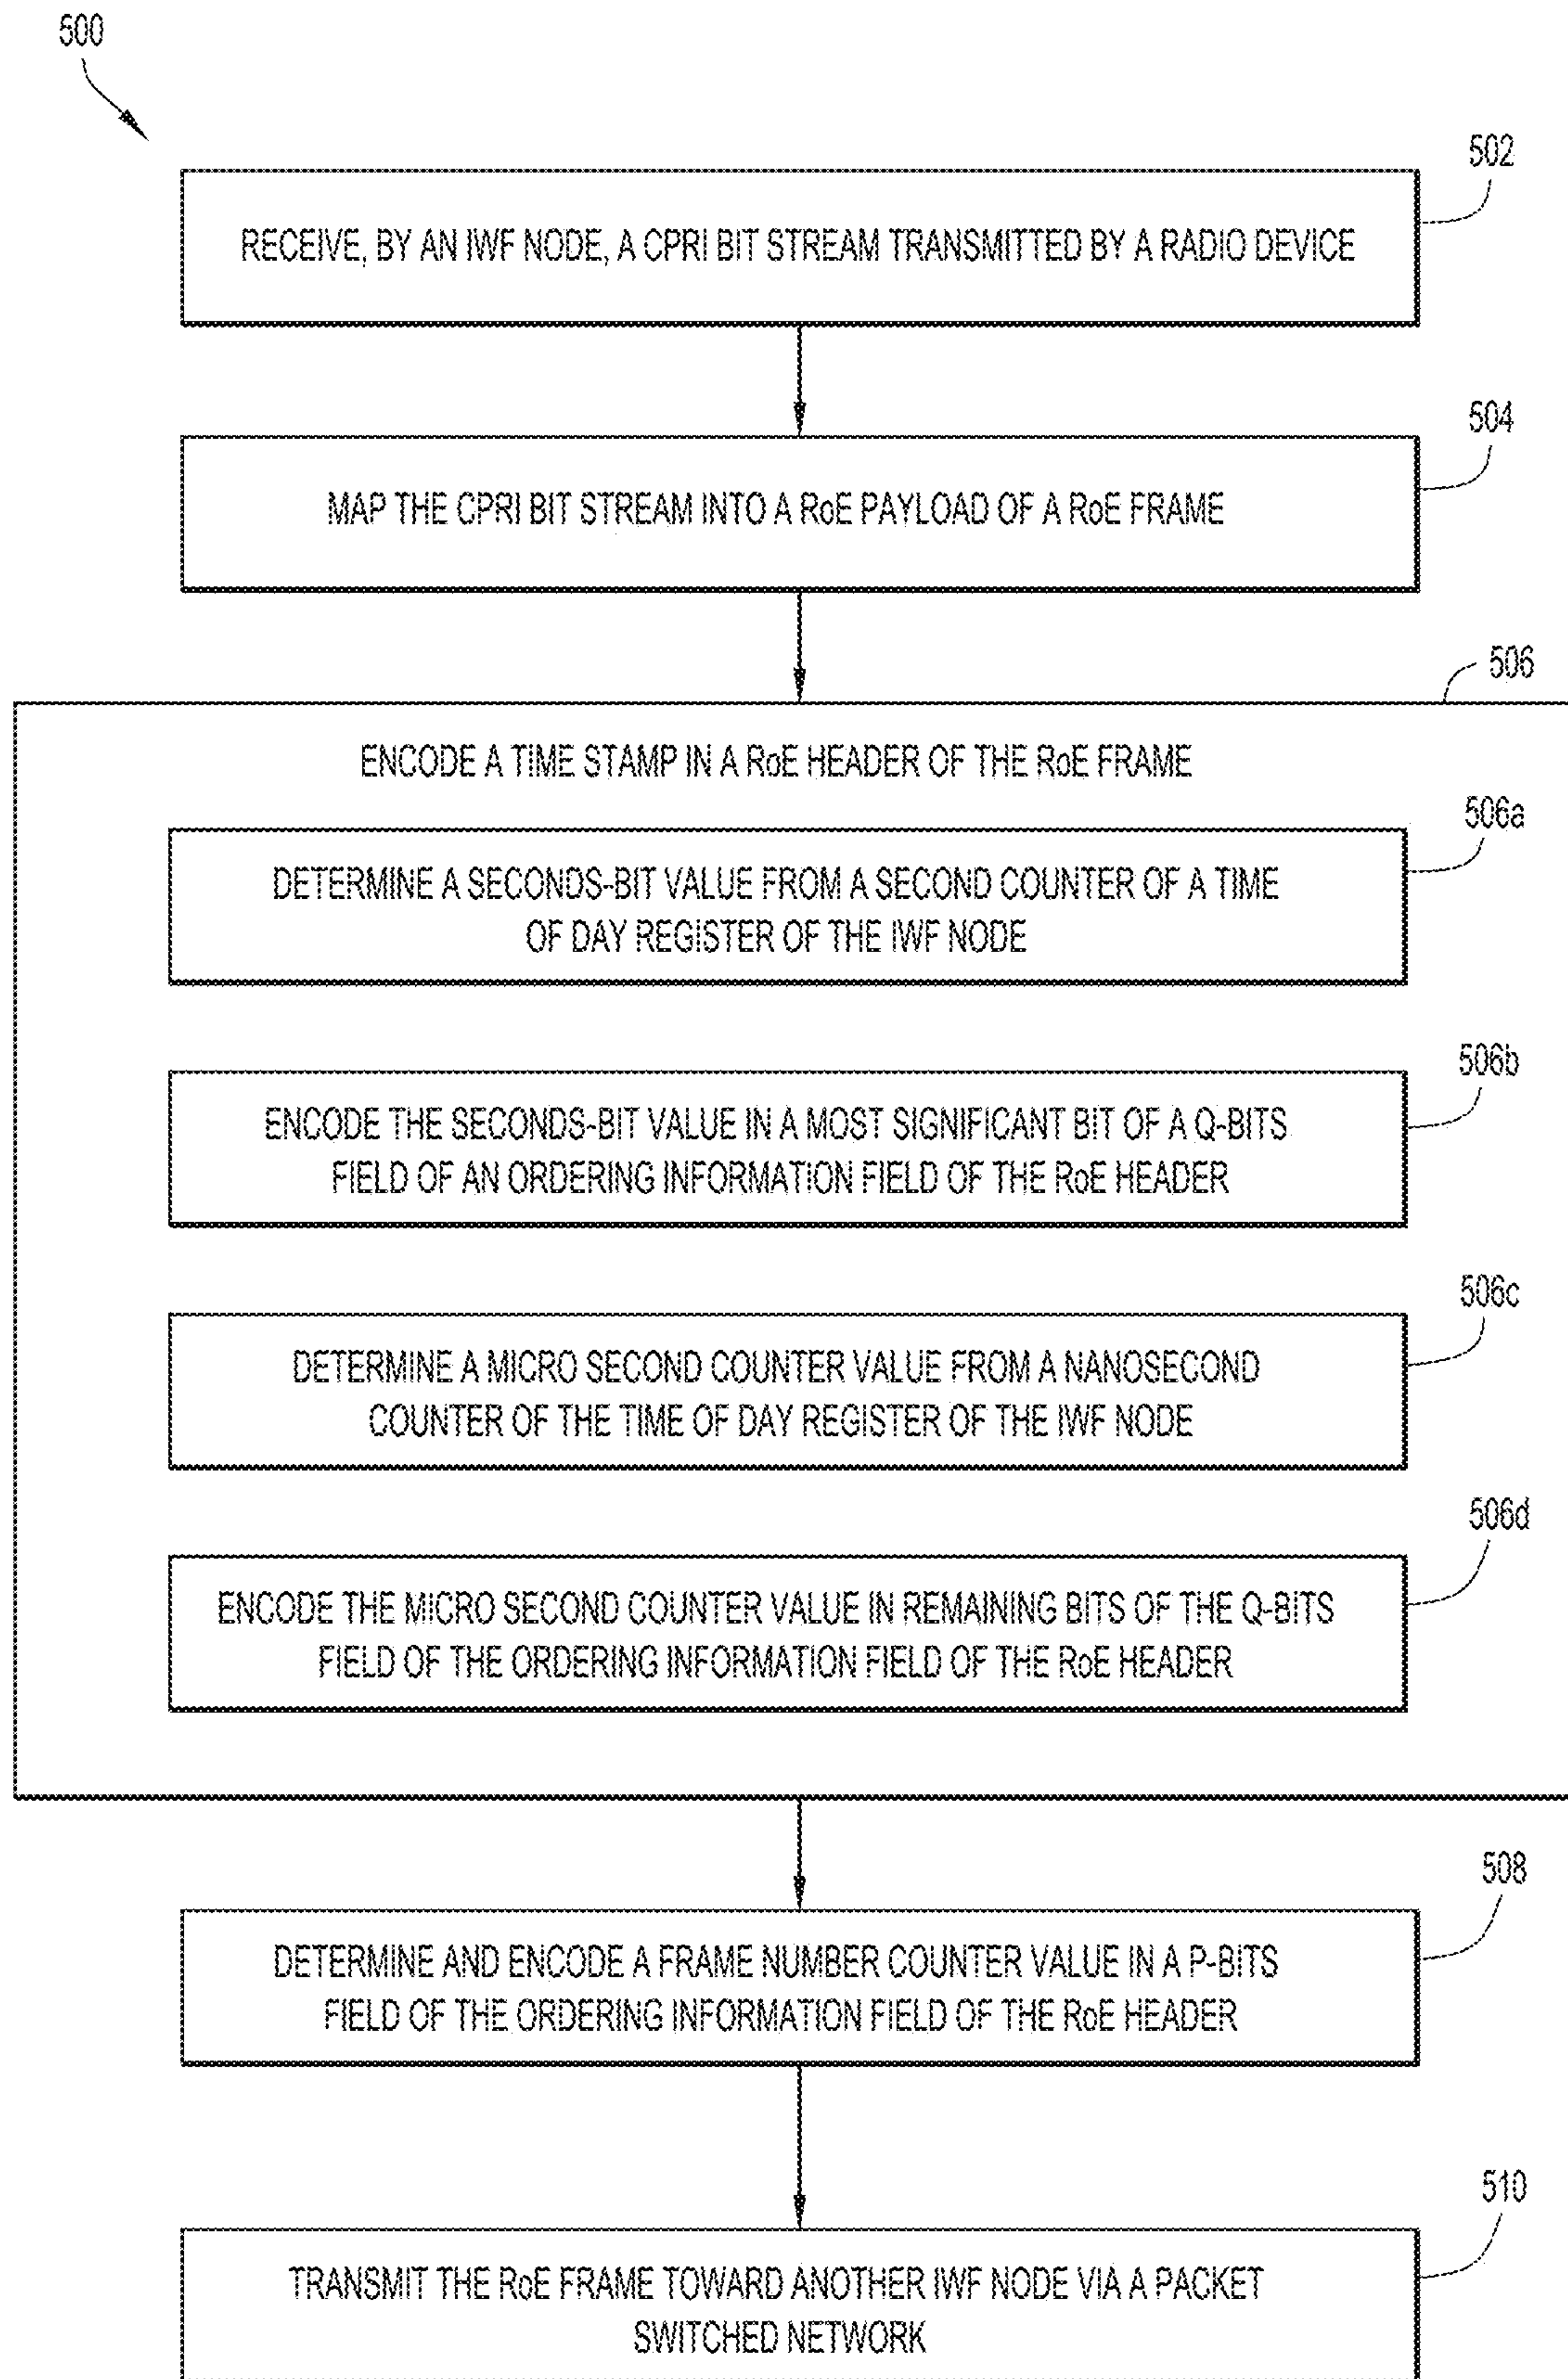 500
502
RECEIVE, BY AN IWF NODE, A CPRI BIT STREAM TRANSMITTED BY A RADIO DEVICE
504
MAP THE CPRI BIT STREAM INTO A RoE PAYLOAD OF A RoE FRAME
506
ENCODE A TIME STAMP IN A RoE HEADER OF THE RoE FRAME
506a
DETERMINE A SECONDS-BIT VALUE FROM A SECOND COUNTER OF A TIME
OF DAY REGISTER OF THE IWF NODE
506b
ENCODE THE SECONDS-BIT VALUE IN A MOST SIGNIFICANT BIT OF A Q-BITS
FIELD OF AN ORDERING INFORMATION FIELD OF THE RoE HEADER
506c
DETERMINE A MICRO SECOND COUNTER VALUE FROM A NANOSECOND
COUNTER OF THE TIME OF DAY REGISTER OF THE IWF NODE
506d
ENCODE THE MICRO SECOND COUNTER VALUE IN REMAINING BITS OF THE Q-BITS
FIELD OF THE ORDERING INFORMATION FIELD OF THE RoE HEADER
508
DETERMINE AND ENCODE A FRAME NUMBER COUNTER VALUE IN A P-BITS
FIELD OF THE ORDERING INFORMATION FIELD OF THE RoE HEADER
510
TRANSMIT THE RoE FRAME TOWARD ANOTHER IWF NODE VIA A PACKET
SWITCHED NETWORK